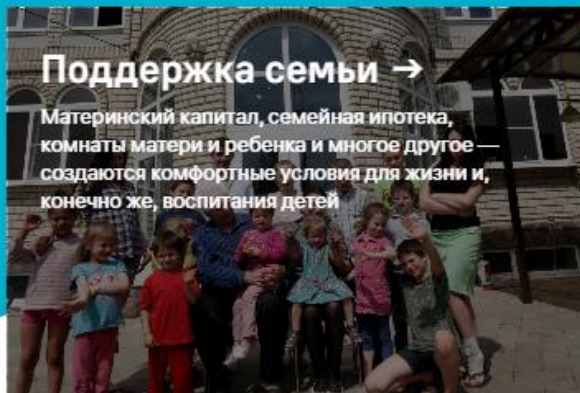 Поддержка семьи →
Материнский капитал, семейная ипотека,
комнаты матери и ребенка и многое другое —
создаются комфортные условия для жизни и,
конечно же, воспитания детей